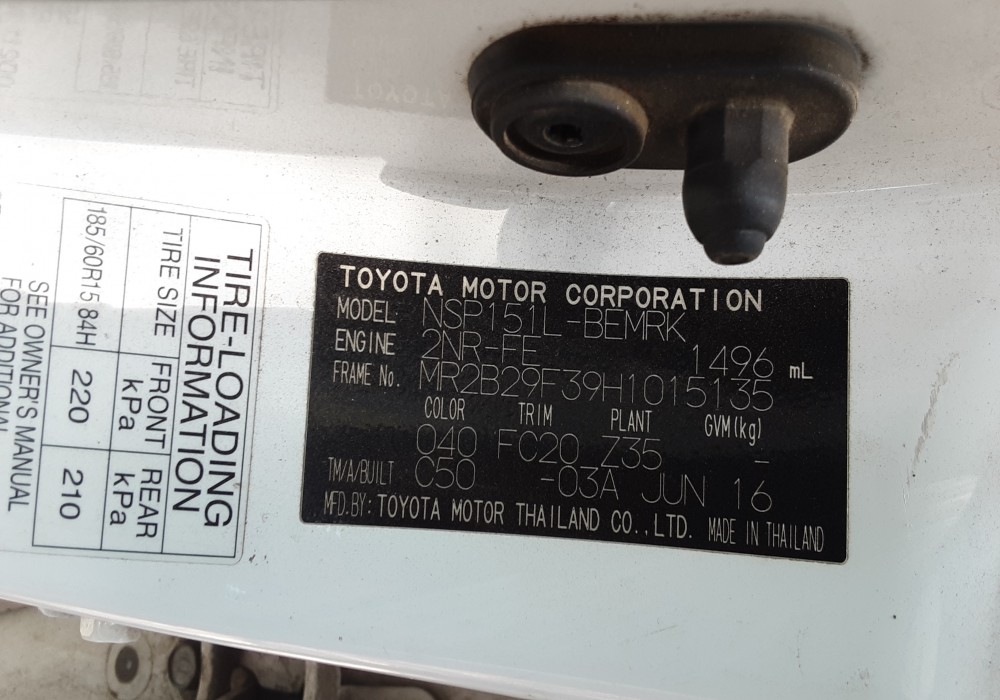 TIRE-LOADING
INFORMATION
TIRE SIZE FRONT kPa REAR kPa
185/60R15 84H 220 210
SEE OWNER'S MANUAL
FOR ADDITIONAL
TOYOTA MOTOR CORPORATION
MODEL: NSP151L-BEMRK
ENGINE 2NR-FE 1496 mL
FRAME No. MR2B29F39H1015135
COLOR TRIM PLANT GVM(kg)
040 FC20 Z35 -
TM/A/BUILT C50 -03A JUN 16
MFD.BY: TOYOTA MOTOR THAILAND CO.,LTD. MADE IN THAILAND